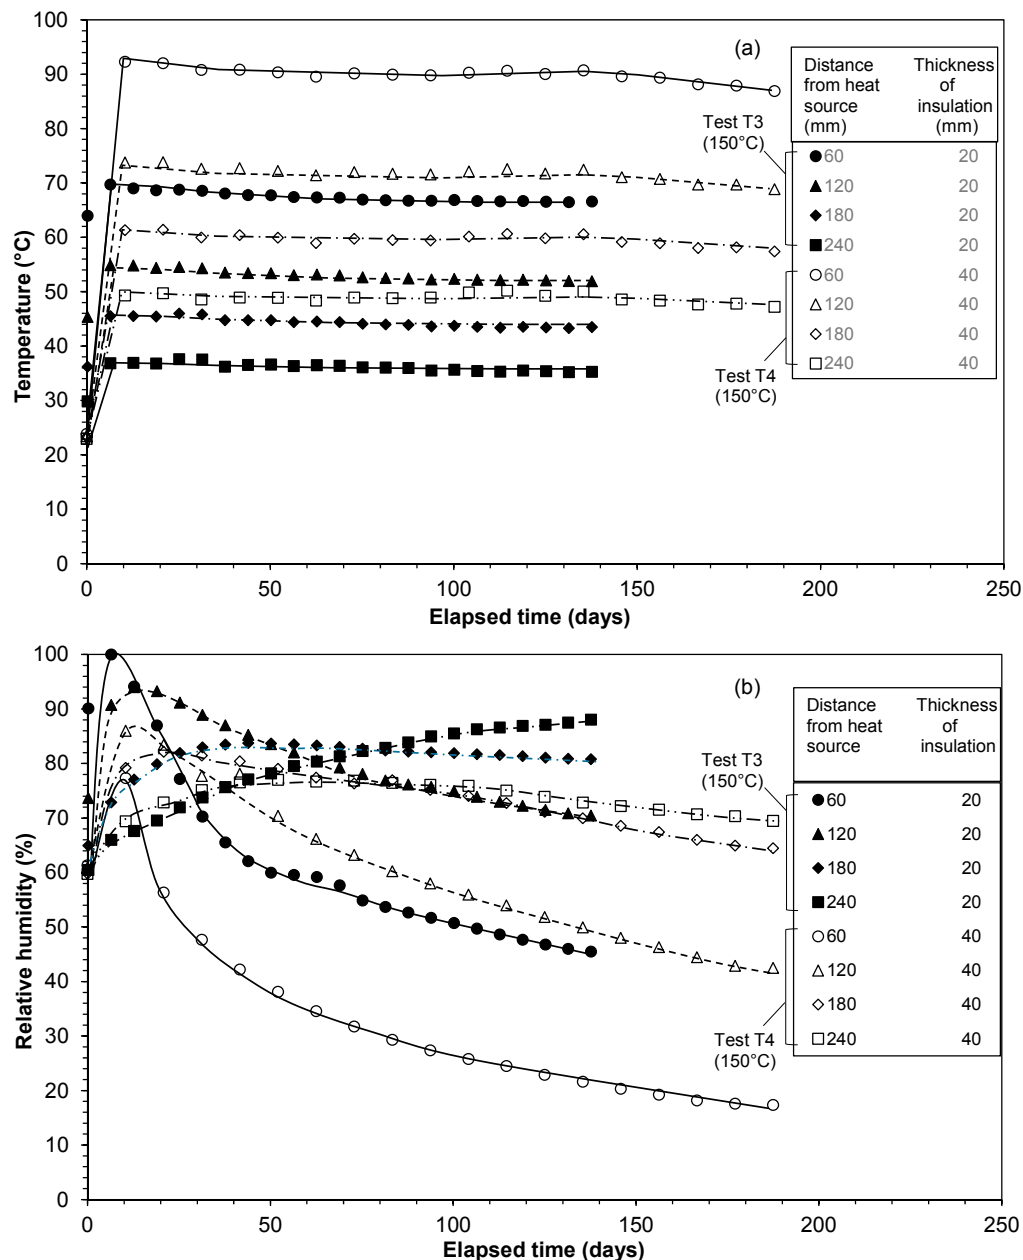 100
90
80
70
60
50
40
30
20
10
0
Temperature (°C)
0 50 100 150 200 250
Elapsed time (days)
(a)
Distance from heat source (mm)
Thickness of insulation (mm)
Test T3
(150°C)
60 20
120 20
180 20
240 20
60 40
120 40
180 40
240 40
Test T4
(150°C)
100
90
80
70
60
50
40
30
20
10
0
Relative humidity (%)
0 50 100 150 200 250
Elapsed time (days)
(b)
Distance from heat source
Thickness of insulation
Test T3
(150°C)
60 20
120 20
180 20
240 20
60 40
120 40
180 40
240 40
Test T4
(150°C)